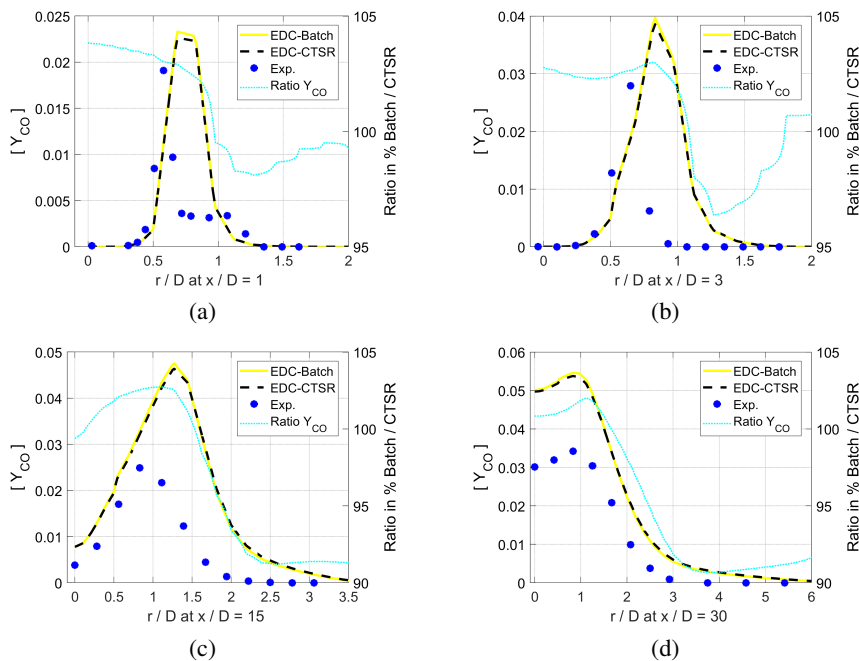 0.025
0.02
0.015
0.01
0.005
0
105
100
95
0 0.5 1 1.5 2
[ Y_CO ]
Ratio in % Batch / CTSR
EDC-Batch
EDC-CTSR
Exp.
Ratio Y_CO
r / D at x / D = 1
(a)
0.04
0.03
0.02
0.01
0
105
100
95
0 0.5 1 1.5 2
[ Y_CO ]
Ratio in % Batch / CTSR
EDC-Batch
EDC-CTSR
Exp.
Ratio Y_CO
r / D at x / D = 3
(b)
0.05
0.04
0.03
0.02
0.01
0
105
100
95
90
0 0.5 1 1.5 2.0 2.5 3.0 3.5
[ Y_CO ]
Ratio in % Batch / CTSR
EDC-Batch
EDC-CTSR
Exp.
Ratio Y_CO
r / D at x / D = 15
(c)
0.06
0.05
0.04
0.03
0.02
0.01
0
105
100
95
90
0 1 2 3 4 5 6
[ Y_CO ]
Ratio in % Batch / CTSR
EDC-Batch
EDC-CTSR
Exp.
Ratio Y_CO
r / D at x / D = 30
(d)